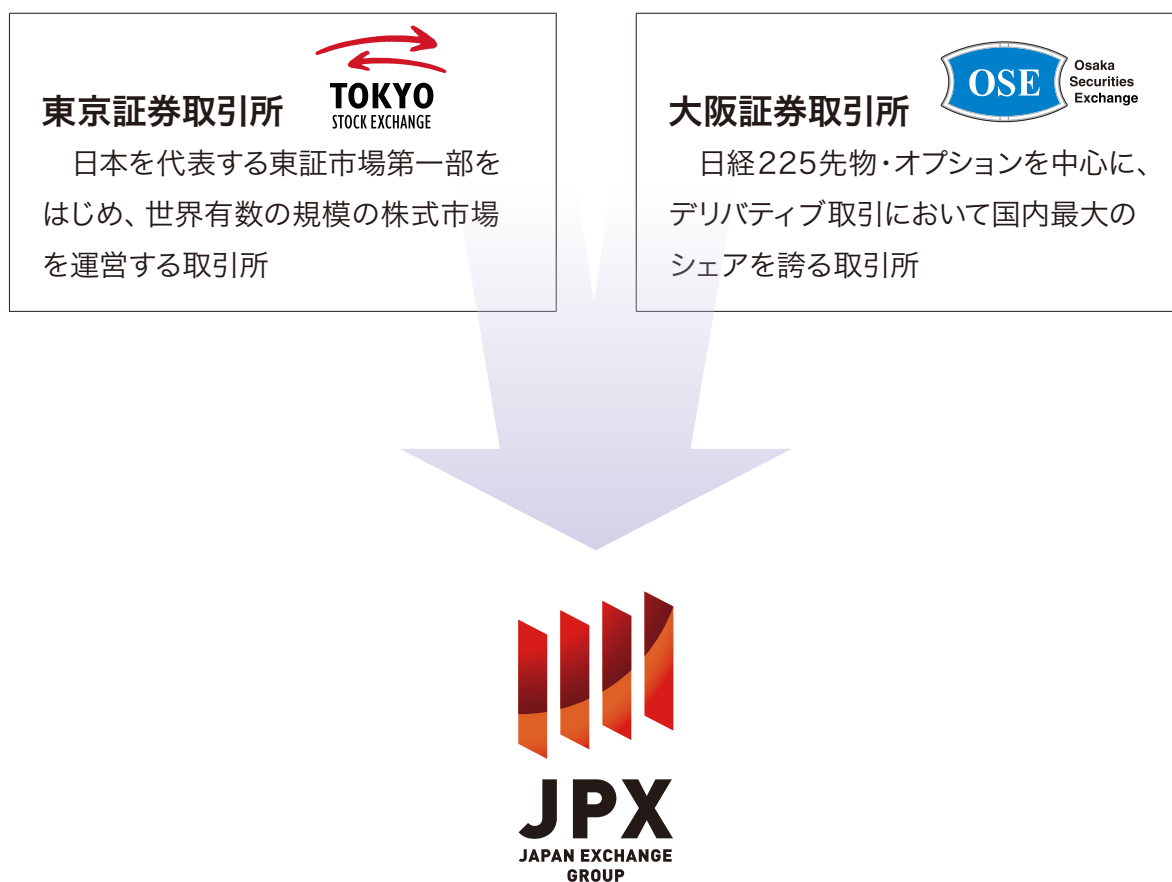 東京証券取引所
TOKYO
STOCK EXCHANGE
日本を代表する東証市場第一部を
はじめ、世界有数の規模の株式市場
を運営する取引所
大阪証券取引所
OSE
Osaka
Securities
Exchange
日経225先物・オプションを中心に、
デリバティブ取引において国内最大の
シェアを誇る取引所
JPX
JAPAN EXCHANGE
GROUP